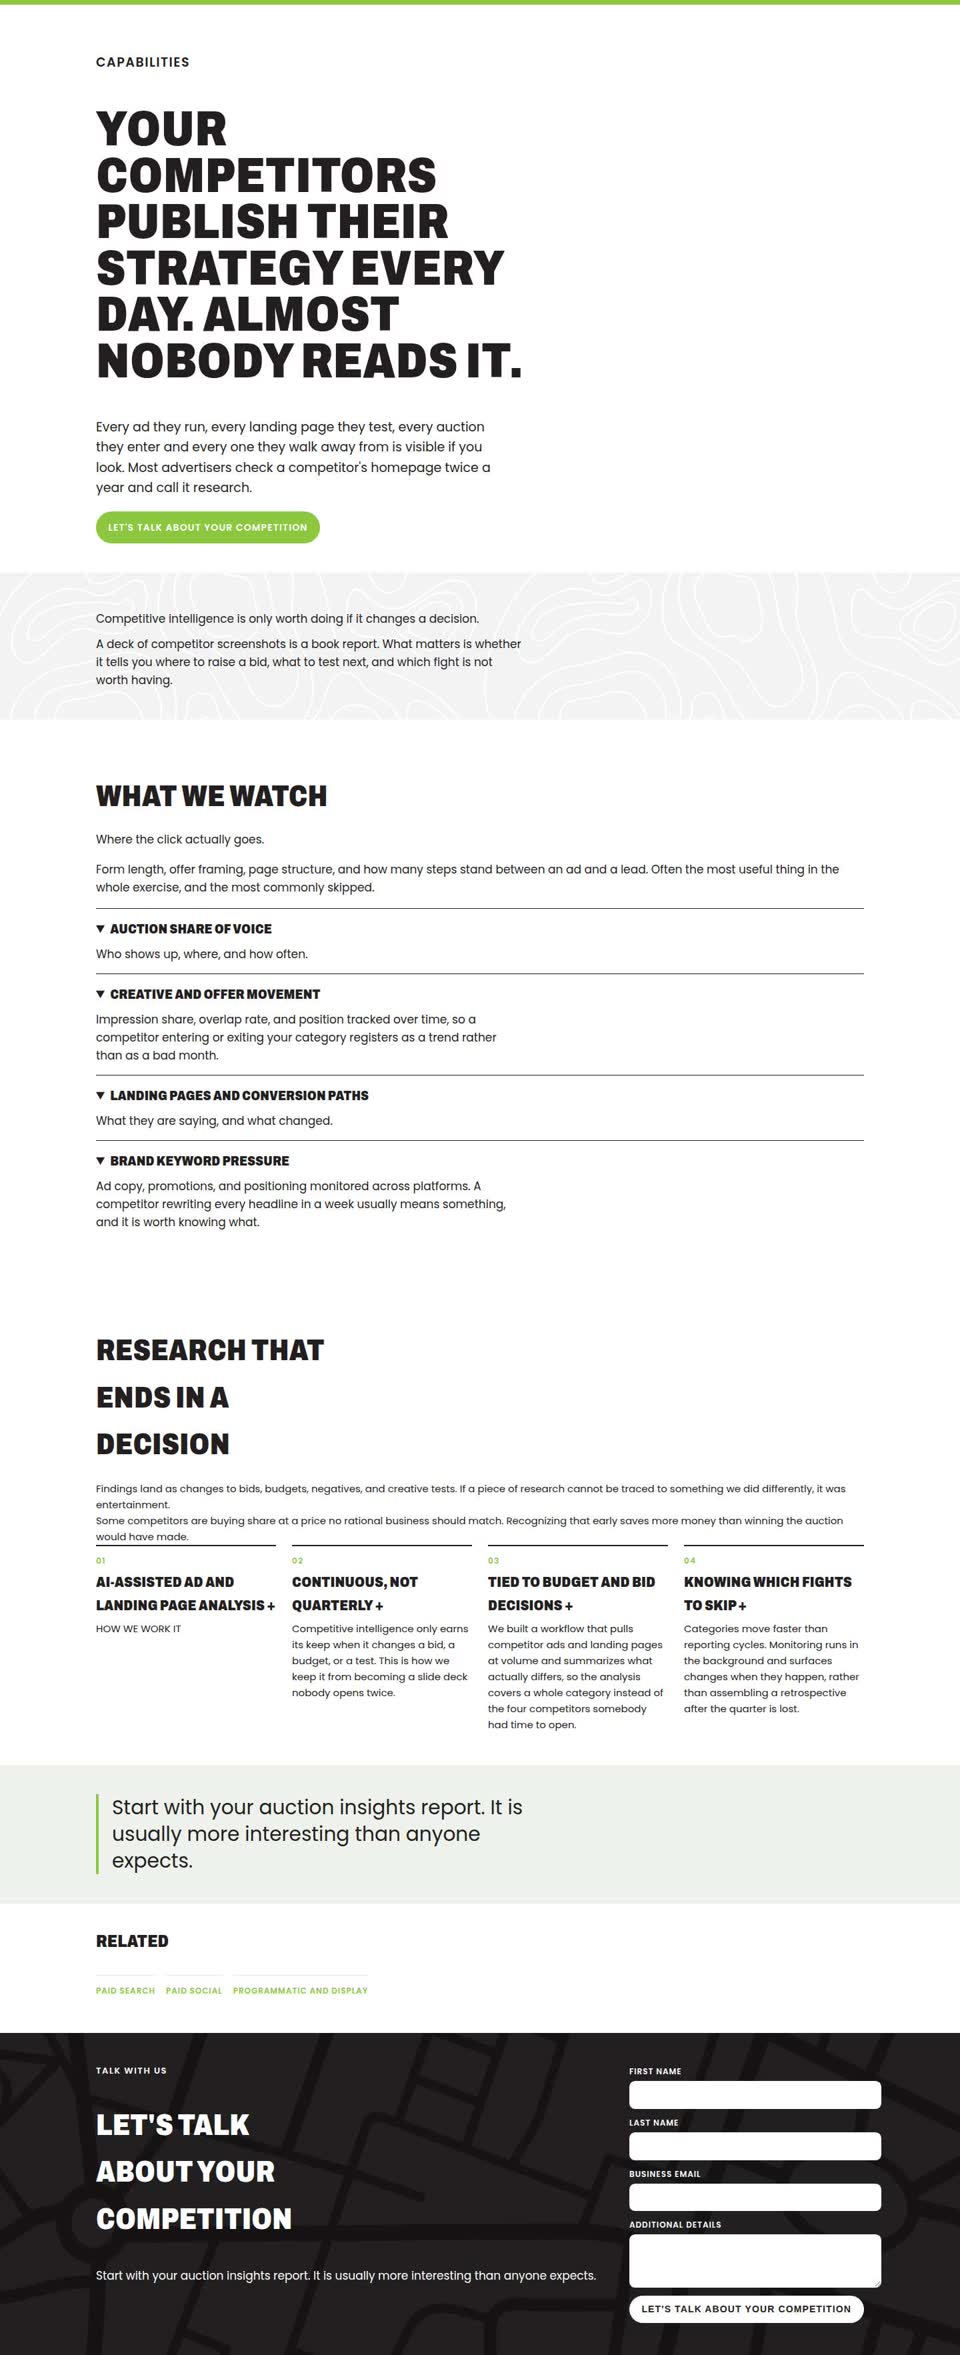 CAPABILITIES
YOUR
COMPETITORS
PUBLISH THEIR
STRATEGY EVERY
DAY. ALMOST
NOBODY READS IT.
Every ad they run, every landing page they test, every auction
they enter and every one they walk away from is visible if you
look. Most advertisers check a competitor's homepage twice a
year and call it research.
LET'S TALK ABOUT YOUR COMPETITION
Competitive intelligence is only worth doing if it changes a decision.
A deck of competitor screenshots is a book report. What matters is whether
it tells you where to raise a bid, what to test next, and which fight is not
worth having.
WHAT WE WATCH
Where the click actually goes.
Form length, offer framing, page structure, and how many steps stand between an ad and a lead. Often the most useful thing in the
whole exercise, and the most commonly skipped.
▼ AUCTION SHARE OF VOICE
Who shows up, where, and how often.
▼ CREATIVE AND OFFER MOVEMENT
Impression share, overlap rate, and position tracked over time, so a
competitor entering or exiting your category registers as a trend rather
than as a bad month.
▼ LANDING PAGES AND CONVERSION PATHS
What they are saying, and what changed.
▼ BRAND KEYWORD PRESSURE
Ad copy, promotions, and positioning monitored across platforms. A
competitor rewriting every headline in a week usually means something,
and it is worth knowing what.
RESEARCH THAT
ENDS IN A
DECISION
Findings land as changes to bids, budgets, negatives, and creative tests. If a piece of research cannot be traced to something we did differently, it was
entertainment.
Some competitors are buying share at a price no rational business should match. Recognizing that early saves more money than winning the auction
would have made.
01
AI-ASSISTED AD AND
LANDING PAGE ANALYSIS +
HOW WE WORK IT
02
CONTINUOUS, NOT
QUARTERLY +
Competitive intelligence only earns
its keep when it changes a bid, a
budget, or a test. This is how we
keep it from becoming a slide deck
nobody opens twice.
03
TIED TO BUDGET AND BID
DECISIONS +
We built a workflow that pulls
competitor ads and landing pages
at volume and summarizes what
actually differs, so the analysis
covers a whole category instead of
the four competitors somebody
had time to open.
04
KNOWING WHICH FIGHTS
TO SKIP +
Categories move faster than
reporting cycles. Monitoring runs in
the background and surfaces
changes when they happen, rather
than assembling a retrospective
after the quarter is lost.
Start with your auction insights report. It is
usually more interesting than anyone
expects.
RELATED
PAID SEARCH PAID SOCIAL PROGRAMMATIC AND DISPLAY
TALK WITH US
LET'S TALK
ABOUT YOUR
COMPETITION
Start with your auction insights report. It is usually more interesting than anyone expects.
FIRST NAME
LAST NAME
BUSINESS EMAIL
ADDITIONAL DETAILS
LET'S TALK ABOUT YOUR COMPETITION